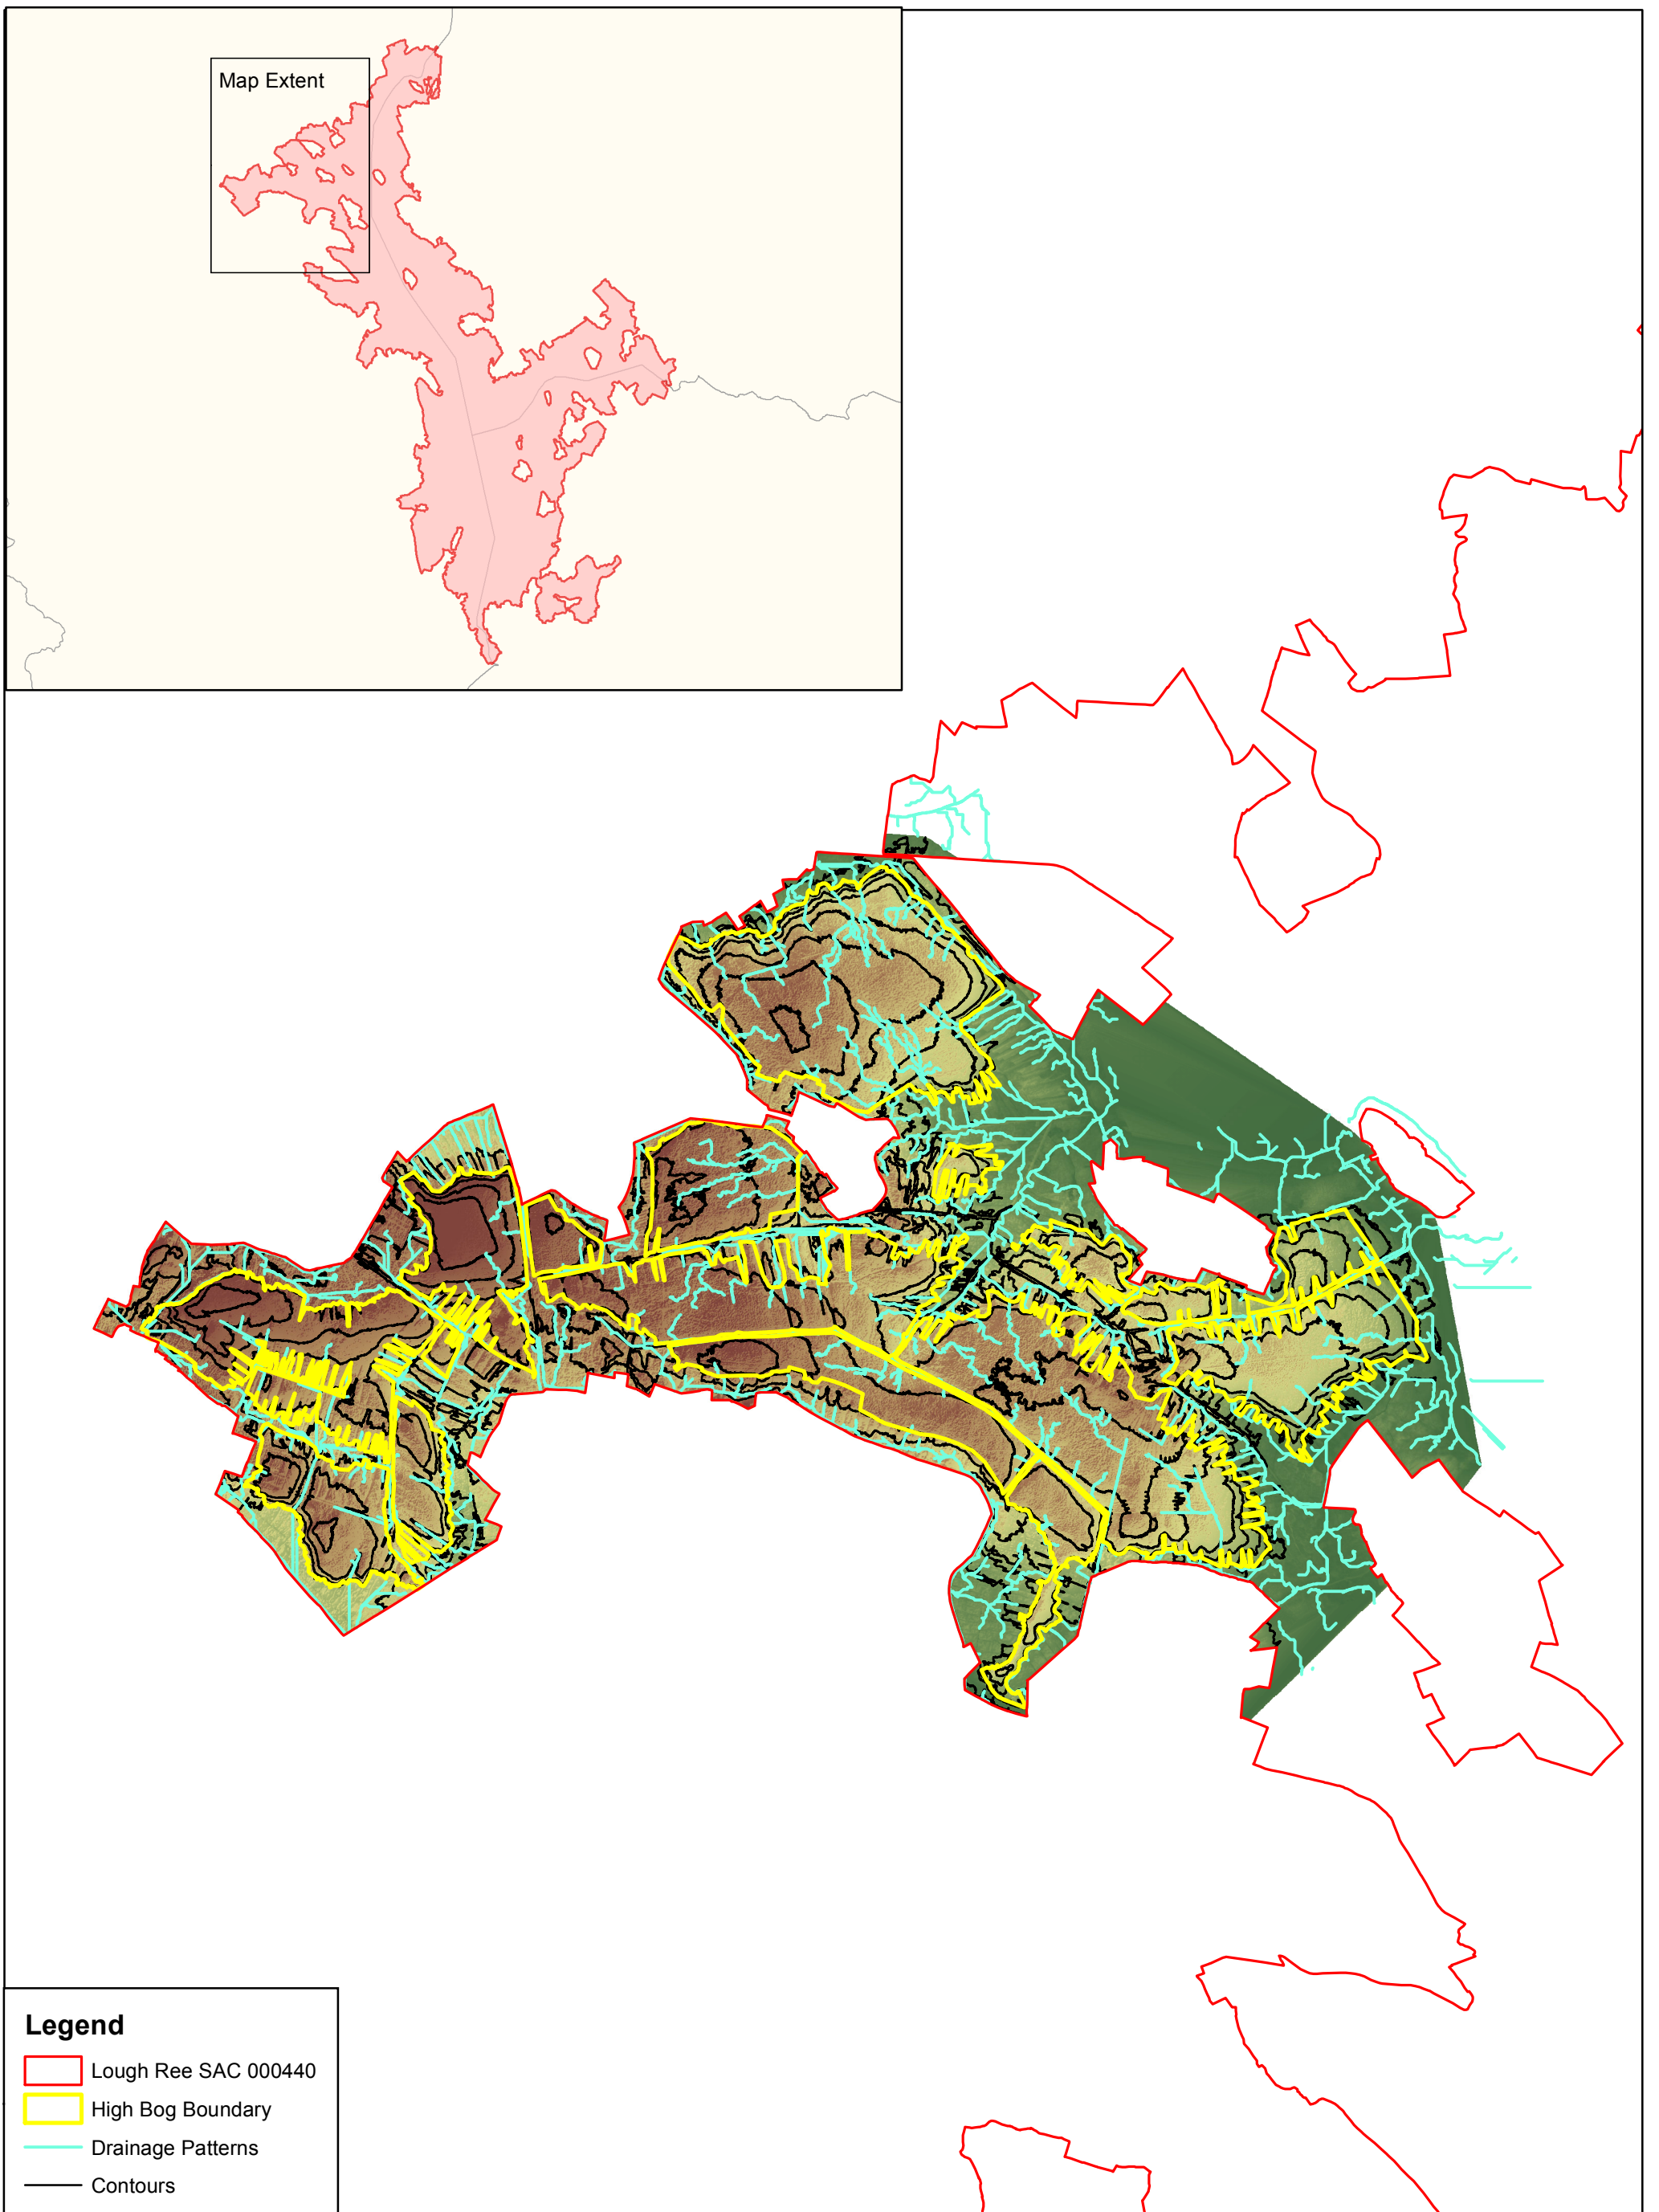 Map Extent
Legend
Lough Ree SAC 000440
High Bog Boundary
Drainage Patterns
Contours